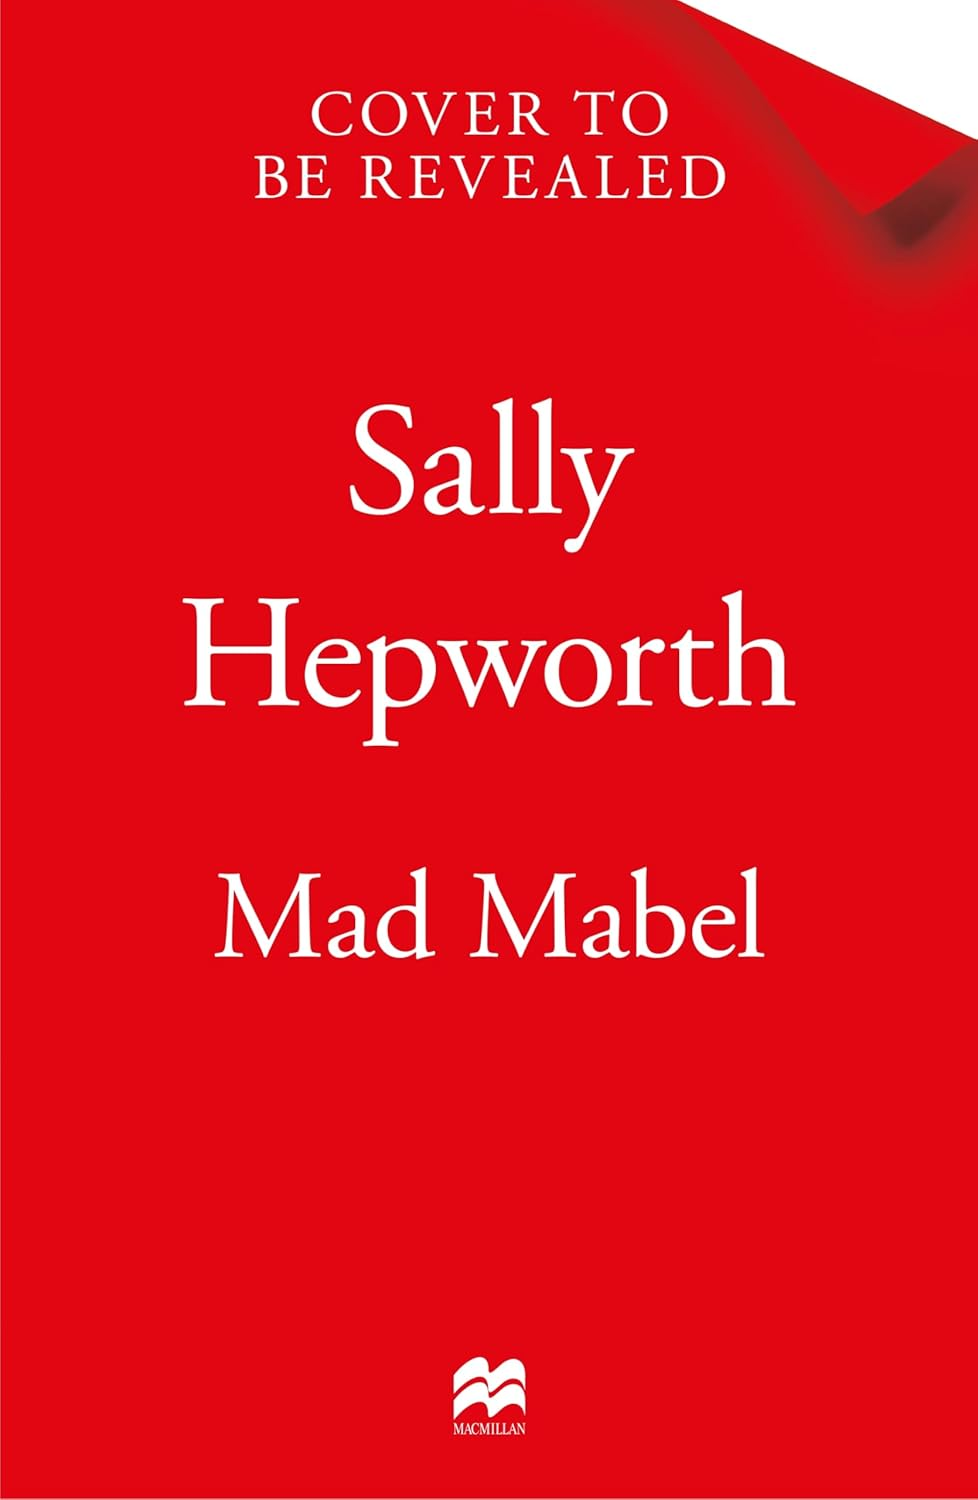 COVER TO
BE REVEALED
Sally
Hepworth
Mad Mabel
MACMILLAN